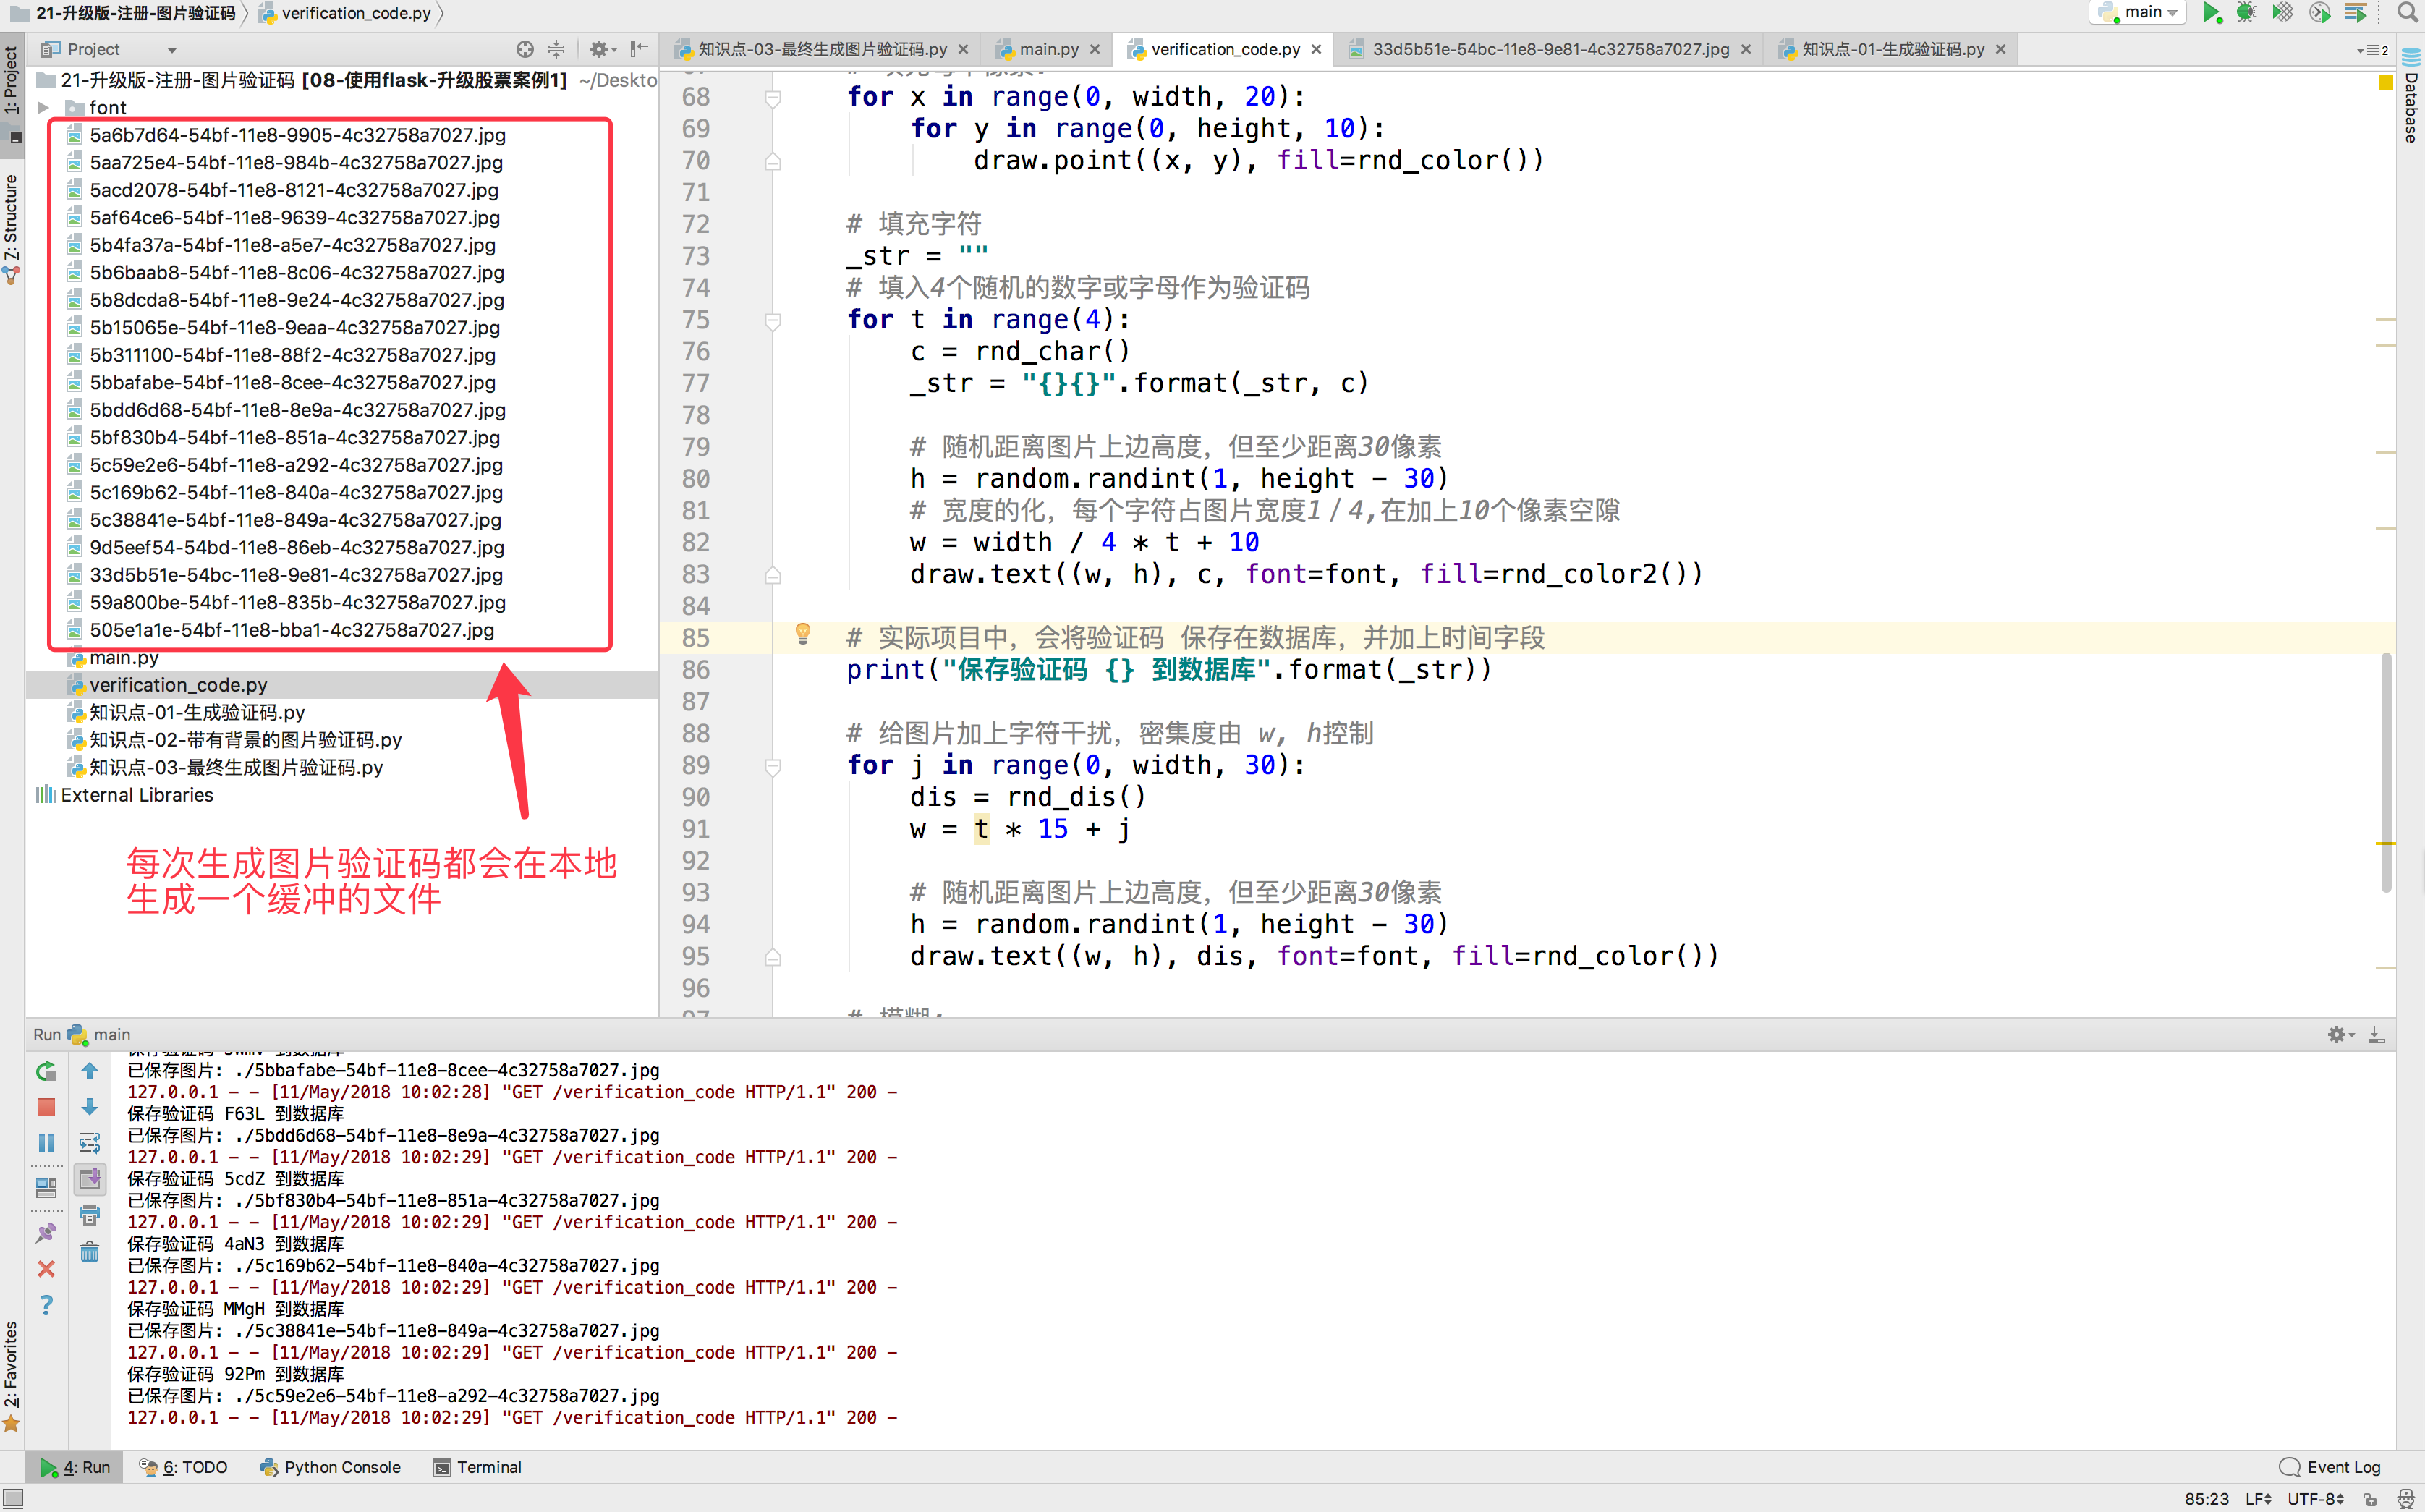 21-升级版-注册-图片验证码
verification_code.py
main
Project
知识点-03-最终生成图片验证码.py
main.py
verification_code.py
33d5b51e-54bc-11e8-9e81-4c32758a7027.jpg
知识点-01-生成验证码.py
2
1: Project
7: Structure
2: Favorites
Database
21-升级版-注册-图片验证码 [08-使用flask-升级股票案例1] ~/Deskto
font
5a6b7d64-54bf-11e8-9905-4c32758a7027.jpg
5aa725e4-54bf-11e8-984b-4c32758a7027.jpg
5acd2078-54bf-11e8-8121-4c32758a7027.jpg
5af64ce6-54bf-11e8-9639-4c32758a7027.jpg
5b4fa37a-54bf-11e8-a5e7-4c32758a7027.jpg
5b6baab8-54bf-11e8-8c06-4c32758a7027.jpg
5b8dcda8-54bf-11e8-9e24-4c32758a7027.jpg
5b15065e-54bf-11e8-9eaa-4c32758a7027.jpg
5b311100-54bf-11e8-88f2-4c32758a7027.jpg
5bbafabe-54bf-11e8-8cee-4c32758a7027.jpg
5bdd6d68-54bf-11e8-8e9a-4c32758a7027.jpg
5bf830b4-54bf-11e8-851a-4c32758a7027.jpg
5c59e2e6-54bf-11e8-a292-4c32758a7027.jpg
5c169b62-54bf-11e8-840a-4c32758a7027.jpg
5c38841e-54bf-11e8-849a-4c32758a7027.jpg
9d5eef54-54bd-11e8-86eb-4c32758a7027.jpg
33d5b51e-54bc-11e8-9e81-4c32758a7027.jpg
59a800be-54bf-11e8-835b-4c32758a7027.jpg
505e1a1e-54bf-11e8-bba1-4c32758a7027.jpg
main.py
verification_code.py
知识点-01-生成验证码.py
知识点-02-带有背景的图片验证码.py
知识点-03-最终生成图片验证码.py
External Libraries
每次生成图片验证码都会在本地
生成一个缓冲的文件
68 for x in range(0, width, 20):
69 for y in range(0, height, 10):
70 draw.point((x, y), fill=rnd_color())
71
72 # 填充字符
73 _str = ""
74 # 填入4个随机的数字或字母作为验证码
75 for t in range(4):
76 c = rnd_char()
77 _str = "{}{}".format(_str, c)
78
79 # 随机距离图片上边高度，但至少距离30像素
80 h = random.randint(1, height - 30)
81 # 宽度的化，每个字符占图片宽度1／4,在加上10个像素空隙
82 w = width / 4 * t + 10
83 draw.text((w, h), c, font=font, fill=rnd_color2())
84
85 # 实际项目中，会将验证码 保存在数据库，并加上时间字段
86 print("保存验证码 {} 到数据库".format(_str))
87
88 # 给图片加上字符干扰，密集度由 w, h控制
89 for j in range(0, width, 30):
90 dis = rnd_dis()
91 w = t * 15 + j
92
93 # 随机距离图片上边高度，但至少距离30像素
94 h = random.randint(1, height - 30)
95 draw.text((w, h), dis, font=font, fill=rnd_color())
96
97 # 模糊:
Run main
已保存图片: ./5bbafabe-54bf-11e8-8cee-4c32758a7027.jpg
127.0.0.1 - - [11/May/2018 10:02:28] "GET /verification_code HTTP/1.1" 200 -
保存验证码 F63L 到数据库
已保存图片: ./5bdd6d68-54bf-11e8-8e9a-4c32758a7027.jpg
127.0.0.1 - - [11/May/2018 10:02:29] "GET /verification_code HTTP/1.1" 200 -
保存验证码 5cdZ 到数据库
已保存图片: ./5bf830b4-54bf-11e8-851a-4c32758a7027.jpg
127.0.0.1 - - [11/May/2018 10:02:29] "GET /verification_code HTTP/1.1" 200 -
保存验证码 4aN3 到数据库
已保存图片: ./5c169b62-54bf-11e8-840a-4c32758a7027.jpg
127.0.0.1 - - [11/May/2018 10:02:29] "GET /verification_code HTTP/1.1" 200 -
保存验证码 MMgH 到数据库
已保存图片: ./5c38841e-54bf-11e8-849a-4c32758a7027.jpg
127.0.0.1 - - [11/May/2018 10:02:29] "GET /verification_code HTTP/1.1" 200 -
保存验证码 92Pm 到数据库
已保存图片: ./5c59e2e6-54bf-11e8-a292-4c32758a7027.jpg
127.0.0.1 - - [11/May/2018 10:02:29] "GET /verification_code HTTP/1.1" 200 -
4: Run
6: TODO
Python Console
Terminal
Event Log
85:23 LF UTF-8